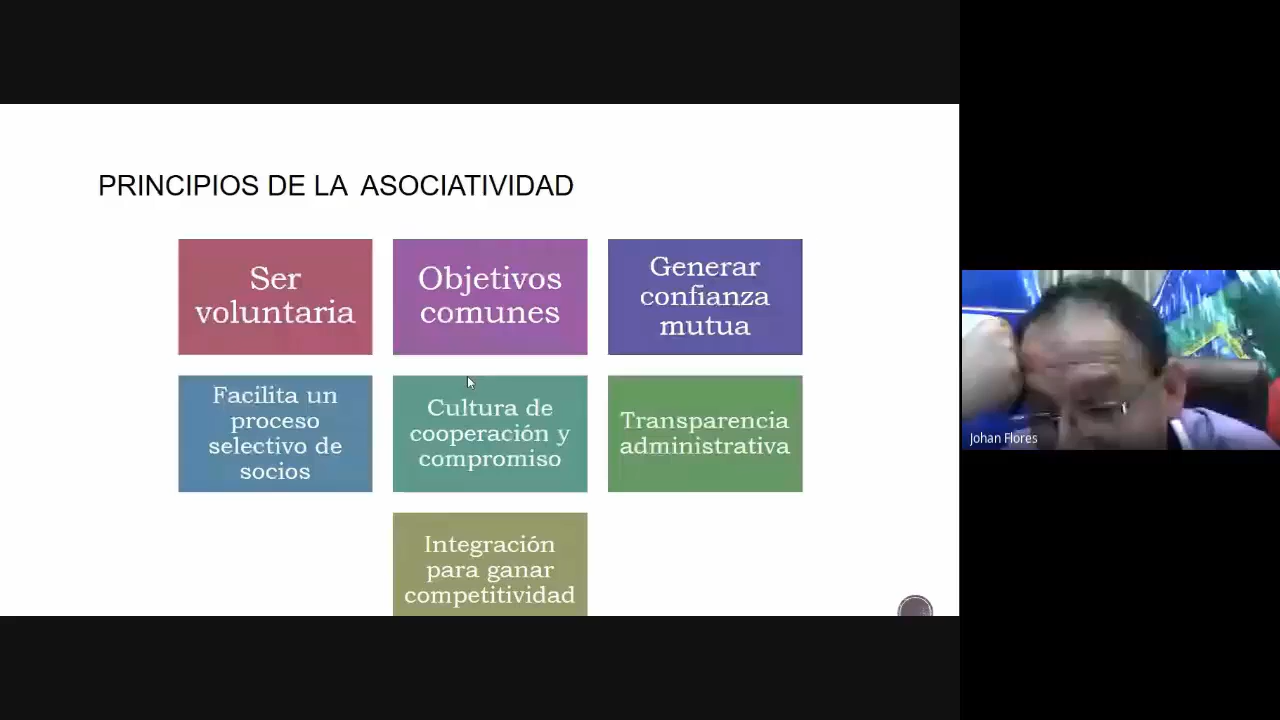 PRINCIPIOS DE LA ASOCIATIVIDAD
Ser
voluntaria
Objetivos
comunes
Generar
confianza
mutua
Facilita un
proceso
selectivo de
socios
Cultura de
cooperación y
compromiso
Transparencia
administrativa
Integración
para ganar
competitividad
Johan Flores